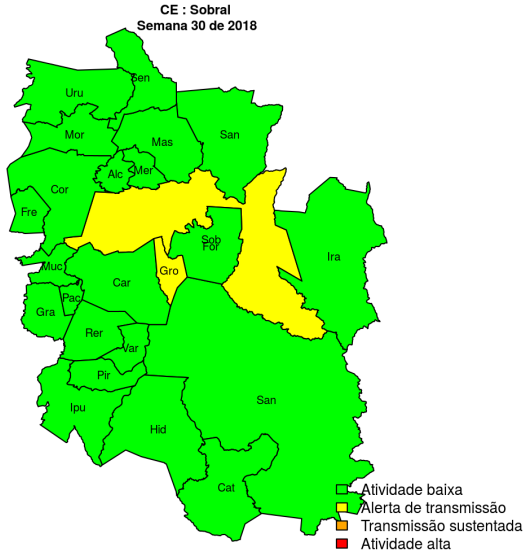 CE : Sobral
Semana 30 de 2018
Sen
Uru
Mor
Mas
San
Alc
Mer
Cor
Fre
Sob
For
Ira
Muc
Gro
Car
Pac
Gra
Rer
Var
Pir
San
Ipu
Hid
Cat
Atividade baixa
Alerta de transmissão
Transmissão sustentada
Atividade alta